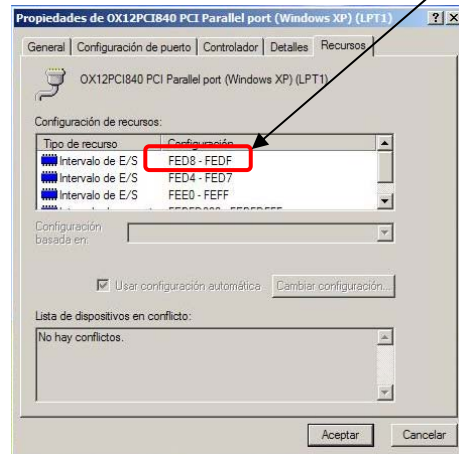 Propiedades de OX12PCI840 PCI Parallel port (Windows XP) (LPT1)
General Configuración de puerto Controlador Detalles Recursos
OX12PCI840 PCI Parallel port (Windows XP) (LPT1)
Configuración de recursos:
Tipo de recurso Configuración
Intervalo de E/S FED8 - FEDF
Intervalo de E/S FED4 - FED7
Intervalo de E/S FEE0 - FEFF
Configuración
basada en:
Usar configuración automática Cambiar configuración...
Lista de dispositivos en conflicto:
No hay conflictos.
Aceptar Cancelar